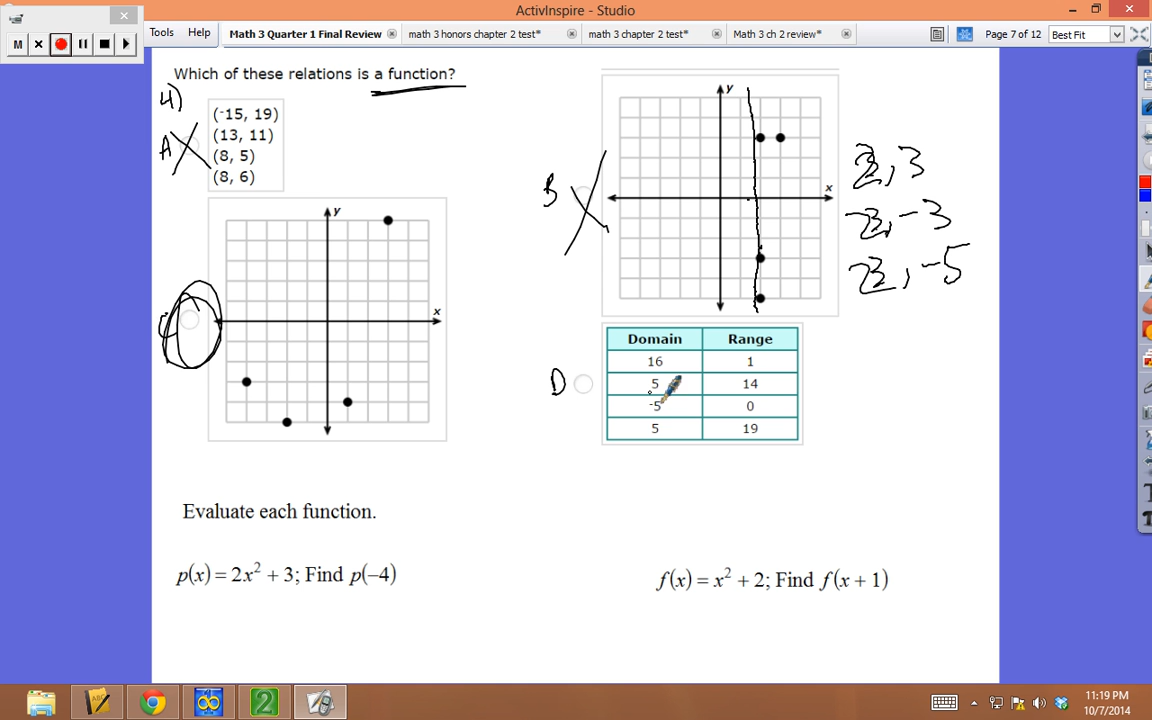 ActivInspire - Studio
M
Tools Help Math 3 Quarter 1 Final Review math 3 honors chapter 2 test* math 3 chapter 2 test* Math 3 ch 2 review* Page 7 of 12 Best Fit
Which of these relations is a function?
4)
A
(-15, 19)
(13, 11)
(8, 5)
(8, 6)
B
y
x
2, 3
2, -3
2, -5
C
y
x
D
Domain Range
16 1
5 14
-5 0
5 19
Evaluate each function.
p(x) = 2x² + 3; Find p(–4)
f(x) = x² + 2; Find f(x + 1)
ABC
2
11:19 PM
10/7/2014